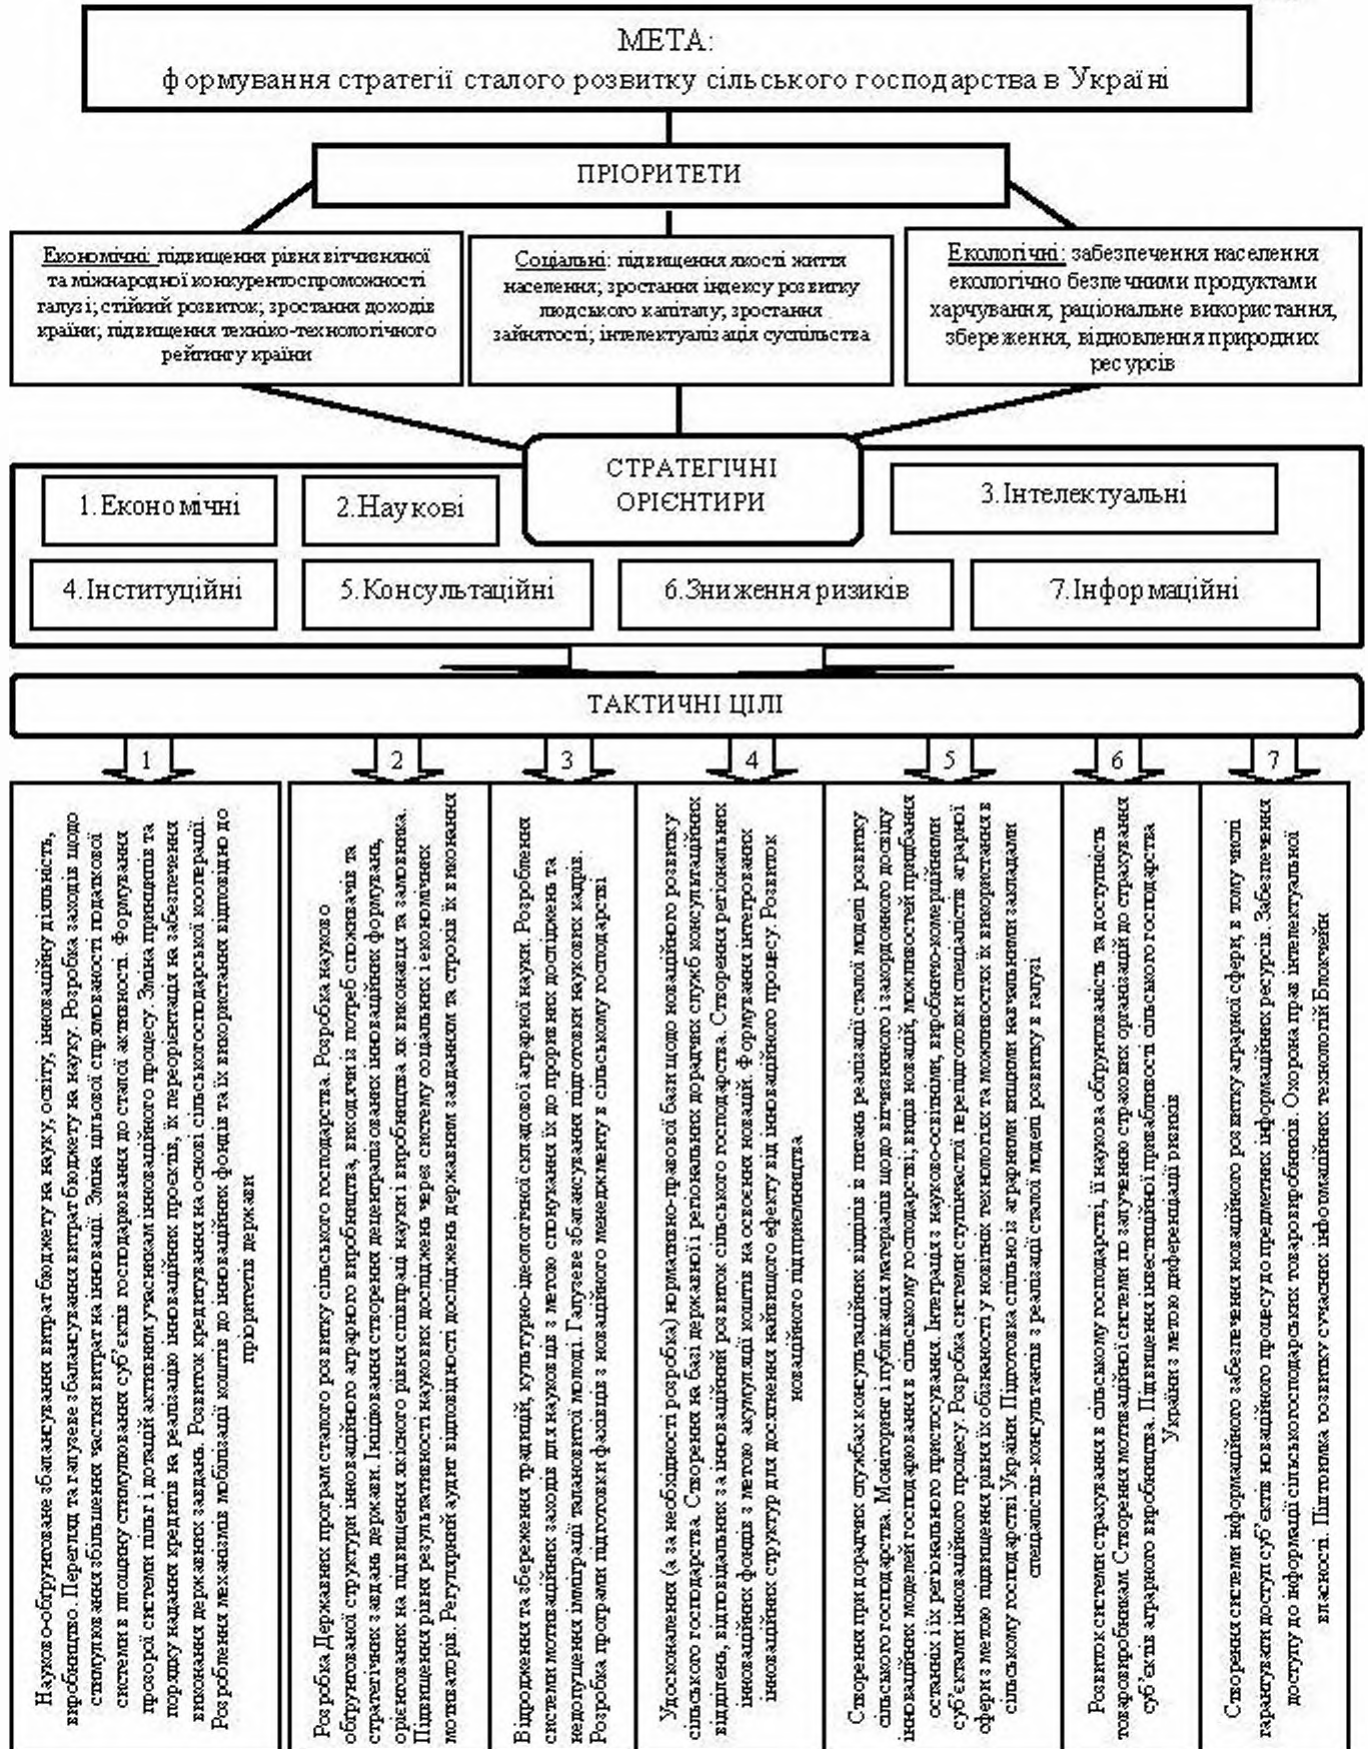 МЕТА:
формування стратегії сталого розвитку сільського господарства в Україні
ПРІОРИТЕТИ
Економічні: підвищення рівня вітчизняної
та міжнародної конкурентоспроможності
галузі; стійкий розвиток; зростання доходів
країни; підвищення техніко-технологічного
рейтингу країни
Соціальні: підвищення якості життя
населення; зростання індексу розвитку
людського капіталу; зростання
зайнятості; інтелектуалізація суспільства
Екологічні: забезпечення населення
екологічно безпечними продуктами
харчування, раціональне використання,
збереження, відновлення природних
ресурсів
СТРАТЕГІЧНІ
ОРІЄНТИРИ
1.Економічні
2.Наукові
3.Інтелектуальні
4.Інституційні
5.Консультаційні
6.Зниження ризиків
7.Інформаційні
ТАКТИЧНІ ЦІЛІ
1
2
3
4
5
6
7
Науково-обґрунтоване збалансування витрат бюджету на науку, освіту, інноваційну діяльність,
виробництво. Перегляд та галузеве збалансування витрат бюджету на науку. Розробка заходів щодо
стимулювання збільшення частки витрат на інновації. Зміна цільової спрямованості податкової
системи в площину стимулювання суб'єктів господарювання до сталої активності. Формування
прозорої системи пільг і дотацій активним учасникам інноваційного процесу. Зміна принципів та
порядку надання кредитів на реалізацію інноваційних проектів, їх переорієнтація на забезпечення
виконання державних завдань. Розвиток кредитування на основі сільськогосподарської кооперації.
Розроблення механізмів мобілізації коштів до інноваційних фондів та їх використання відповідно до
пріоритетів держави
Розробка Державних програм сталого розвитку сільського господарства. Розробка науково
обґрунтованої структури інноваційного аграрного виробництва, виходячи із потреб споживачів та
стратегічних завдань держави. Ініціювання створення децентралізованих інноваційних формувань,
орієнтованих на підвищення якісного рівня співпраці науки і виробництва як виконавця та замовника.
Підвищення рівня результативності наукових досліджень через систему соціальних і економічних
мотиваторів. Регулярний аудит відповідності досліджень державним завданням та строків їх виконання
Відродження та збереження традицій, культурно-ідеологічної складової аграрної науки. Розроблення
системи мотиваційних заходів для науковців з метою спонукання їх до проривних досліджень та
недопущення імміграції талановитої молоді. Галузеве збалансування підготовки наукових кадрів.
Розробка програми підготовки фахівців з новаційного менеджменту в сільському господарстві
Удосконалення (а за необхідності розробка) нормативно-правової бази щодо новаційного розвитку
сільського господарства. Створення на базі державної і регіональних дорадчих служб консультаційних
відділень, відповідальних за інноваційний розвиток сільського господарства. Створення регіональних
інноваційних фондів з метою акумуляції коштів на освоєння новацій. Формування інтегрованих
інноваційних структур для досягнення найвищого ефекту від інноваційного процесу. Розвиток
новаційного підприємництва
Створення при дорадчих службах консультаційних відділів з питань реалізації сталої моделі розвитку
сільського господарства. Моніторинг і публікація матеріалів щодо вітчизняного і закордонного досвіду
інноваційних моделей господарювання в сільському господарстві; видів новацій, можливостей придбання
останніх і їх регіонального пристосування. Інтеграція з науково-освітніми, виробничо-комерційними
суб'єктами інноваційного процесу. Розробка системи ступінчастої перепідготовки спеціалістів аграрної
сфери з метою підвищення рівня їх обізнаності у новітніх технологіях та можливостях їх використання в
сільському господарстві України. Підготовка спільно із аграрними вищими навчальними закладами
спеціалістів-консультантів з реалізації сталої моделі розвитку в галузі
Розвиток системи страхування в сільському господарстві, її наукова обґрунтованість та доступність
товаровиробникам. Створення мотиваційної системи по залученню страхових організацій до страхування
суб'єктів аграрного виробництва. Підвищення інвестиційної привабливості сільського господарства
України з метою диференціації ризиків
Створення системи інформаційного забезпечення новаційного розвитку аграрної сфери, в тому числі
гарантувати доступ суб'єктів новаційного процесу до предметних інформаційних ресурсів. Забезпечення
доступу до інформації сільськогосподарських товаровиробників. Охорона прав інтелектуальної
власності. Підтримка розвитку сучасних інформаційних технологій Блокчейн